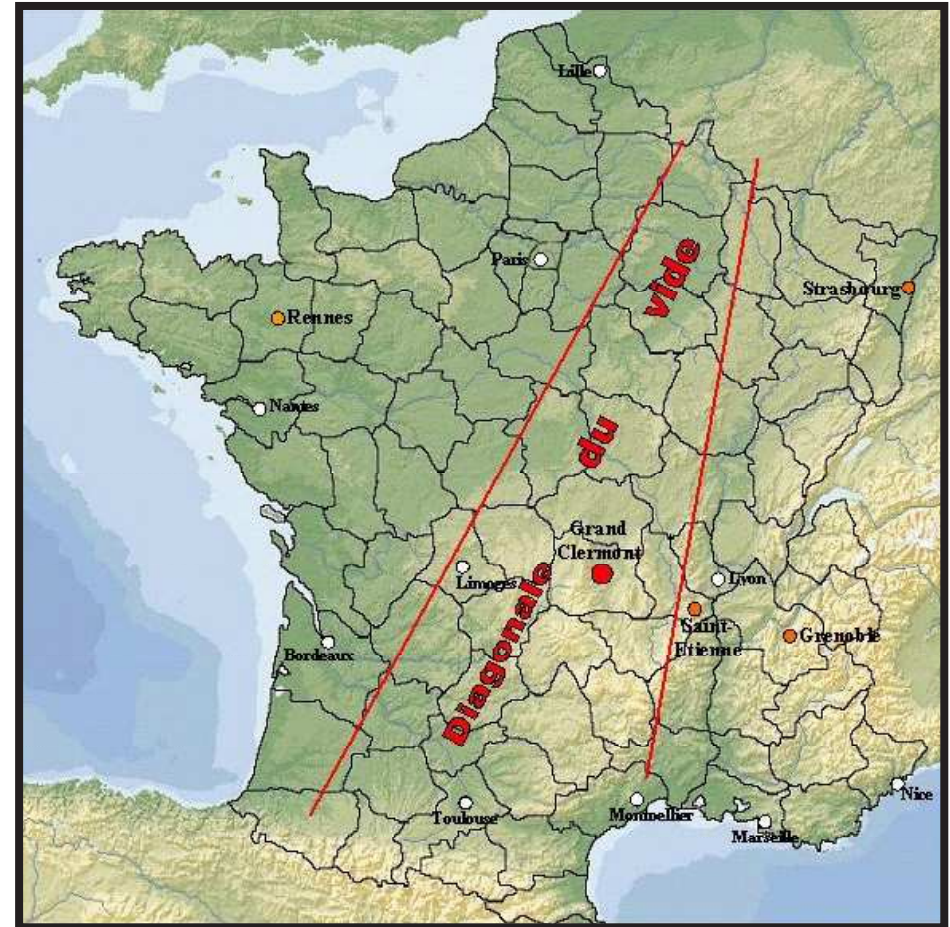 Lille
Paris
Strasbourg
Rennes
Nantes
Diagonale du vide
Grand
Clermont
Limoges
Lyon
Saint-
Etienne
Grenoble
Bordeaux
Toulouse
Montpellier
Nice
Marseille